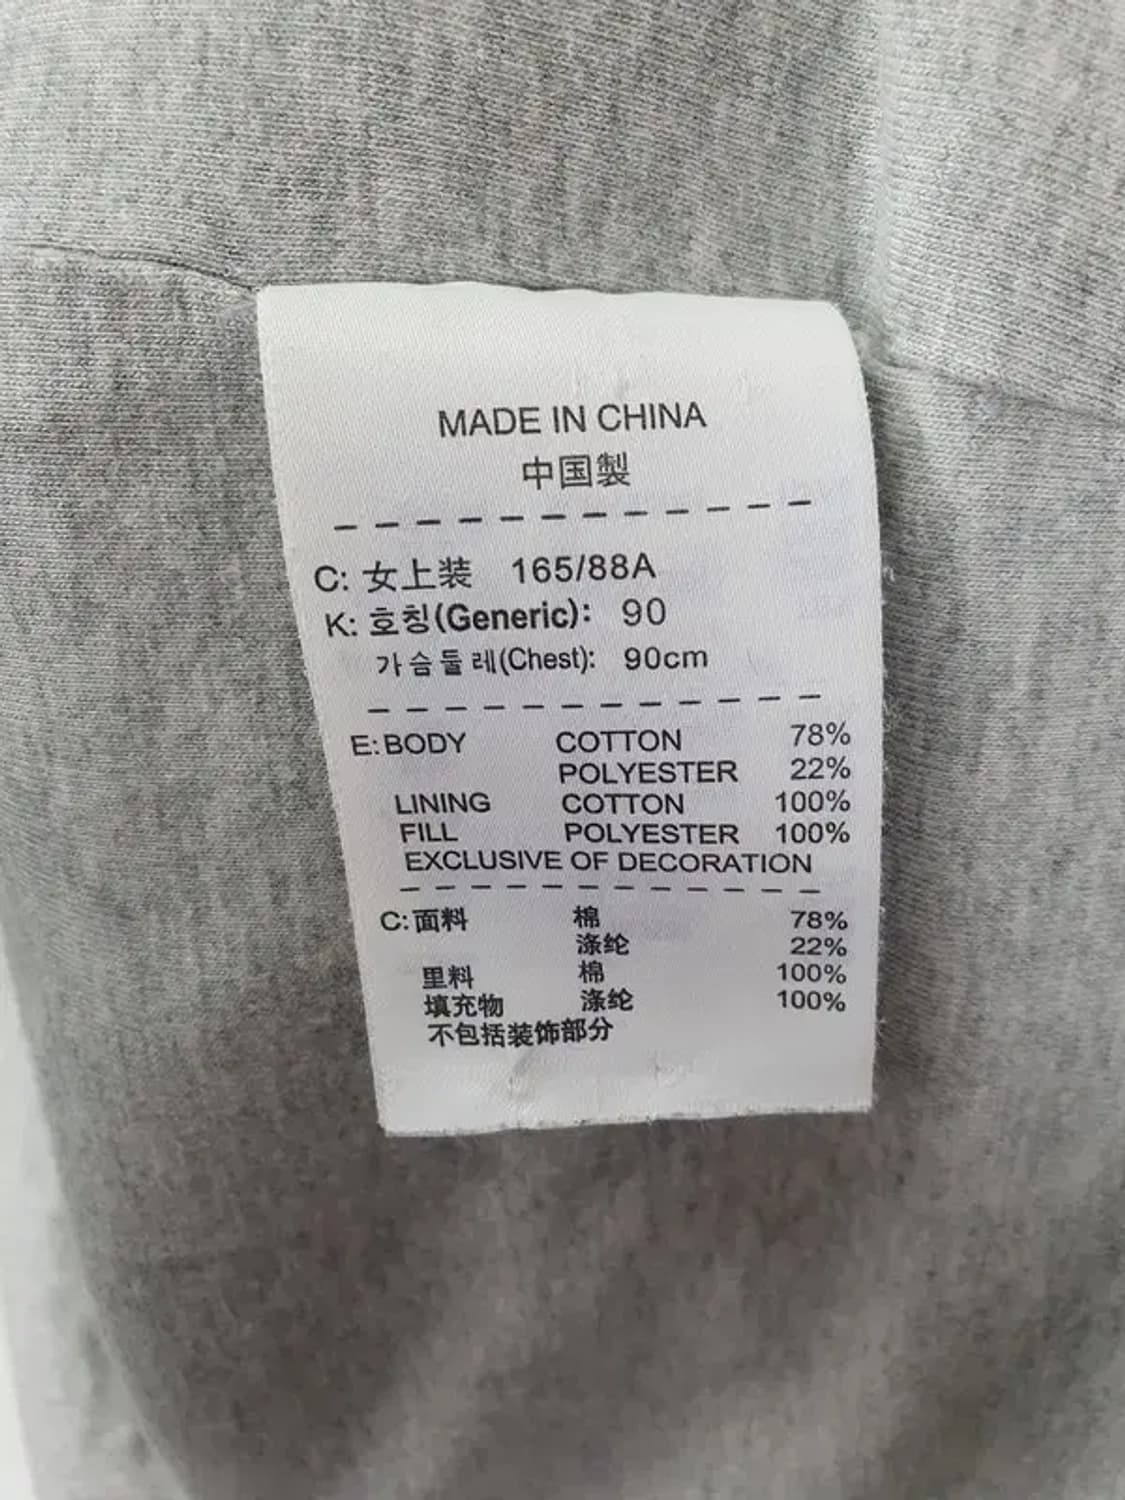 MADE IN CHINA
中国製
C: 女上装 165/88A
K: 호칭(Generic): 90
가슴둘레(Chest): 90cm
E: BODY COTTON 78%
POLYESTER 22%
LINING COTTON 100%
FILL POLYESTER 100%
EXCLUSIVE OF DECORATION
C: 面料 棉 78%
涤纶 22%
里料 棉 100%
填充物 涤纶 100%
不包括装饰部分